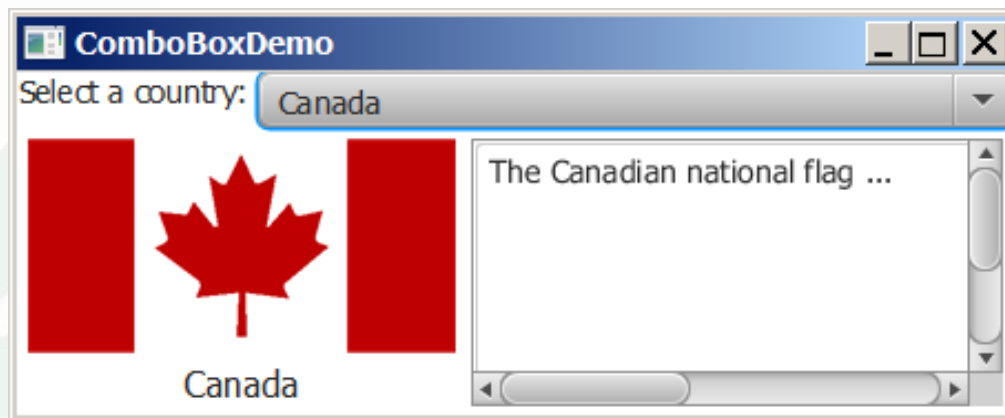 ComboBoxDemo
Select a country: Canada
The Canadian national flag ...
Canada